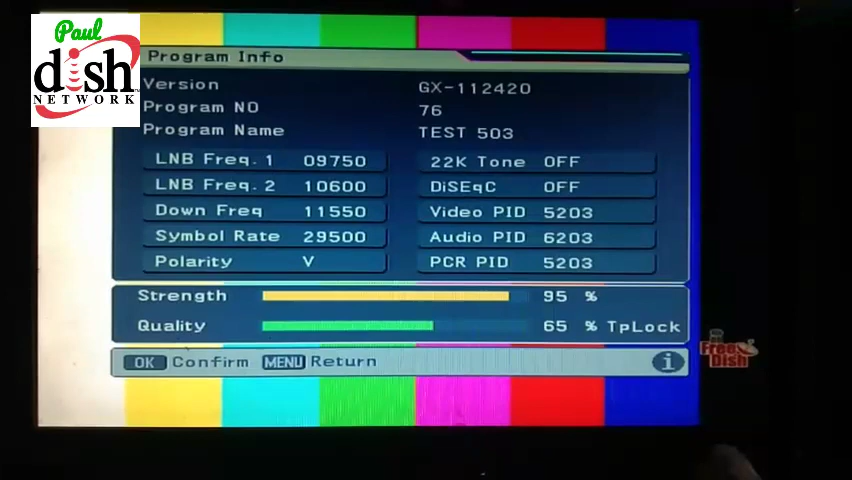 Paul
dish
NETWORK
Program Info
Version GX-112420
Program NO 76
Program Name TEST 503
LNB Freq. 1 09750 22K Tone OFF
LNB Freq. 2 10600 DiSEqC OFF
Down Freq 11550 Video PID 5203
Symbol Rate 29500 Audio PID 6203
Polarity V PCR PID 5203
Strength 95 %
Quality 65 % TpLock
OK Confirm MENU Return i
Free
Dish